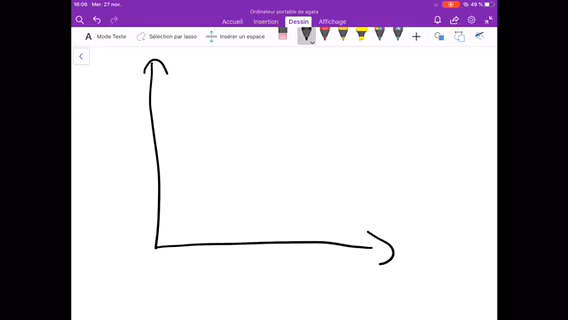 16:06 Mer. 27 nov. 49 %
Ordinateur portable de agata
Accueil Insertion Dessin Affichage
A Mode Texte Sélection par lasso Insérer un espace